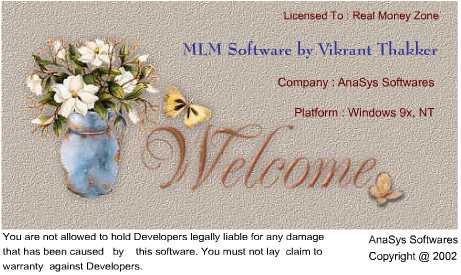 Licensed To : Real Money Zone
MLM Software by Vikrant Thakker
Company : AnaSys Softwares
Platform : Windows 9x, NT
Welcome
You are not allowed to hold Developers legally liable for any damage
that has been caused by this software. You must not lay claim to
warranty against Developers.
AnaSys Softwares
Copyright @ 2002